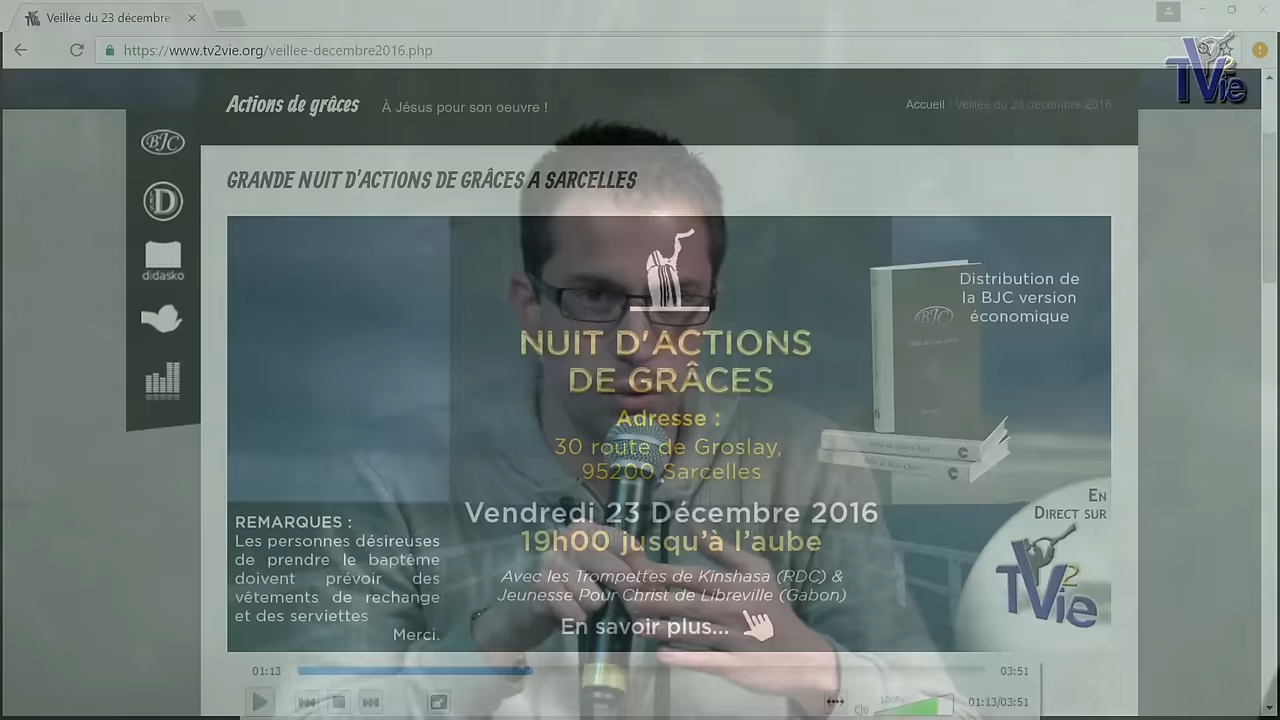 Veillée du 23 décembre
https://www.tv2vie.org/veillee-decembre2016.php
TV2Vie
Actions de grâces
À Jésus pour son oeuvre !
Accueil / Veillée du 23 décembre 2016
BJC
LES D
didasko
GRANDE NUIT D'ACTIONS DE GRÂCES A SARCELLES
Distribution de
la BJC version
économique
BJC
NUIT D'ACTIONS
DE GRÂCES
Adresse :
30 route de Groslay,
95200 Sarcelles
Vendredi 23 Décembre 2016
19h00 jusqu'à l'aube
Avec les Trompettes de Kinshasa (RDC) &
Jeunesse Pour Christ de Libreville (Gabon)
En savoir plus...
REMARQUES :
Les personnes désireuses
de prendre le baptême
doivent prévoir des
vêtements de rechange
et des serviettes
Merci.
En
Direct sur
TV2Vie
01:13
03:51
100%
01:13/03:51